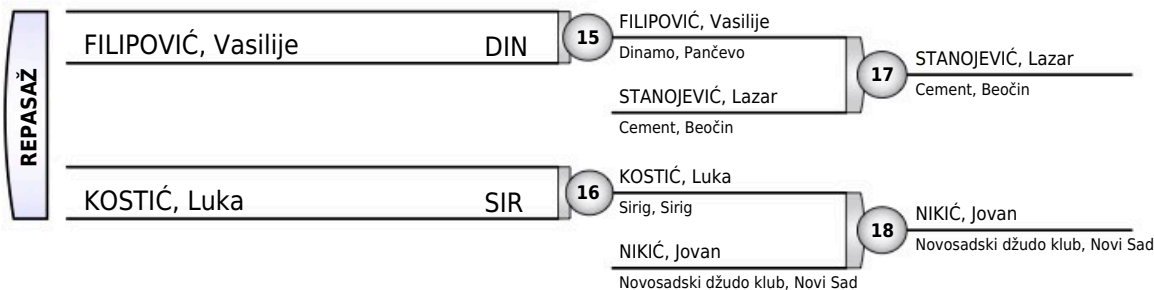 REPASAŽ
FILIPOVIĆ, Vasilije DIN
15
FILIPOVIĆ, Vasilije
Dinamo, Pančevo
STANOJEVIĆ, Lazar
Cement, Beočin
17
STANOJEVIĆ, Lazar
Cement, Beočin
KOSTIĆ, Luka SIR
16
KOSTIĆ, Luka
Sirig, Sirig
NIKIĆ, Jovan
Novosadski džudo klub, Novi Sad
18
NIKIĆ, Jovan
Novosadski džudo klub, Novi Sad